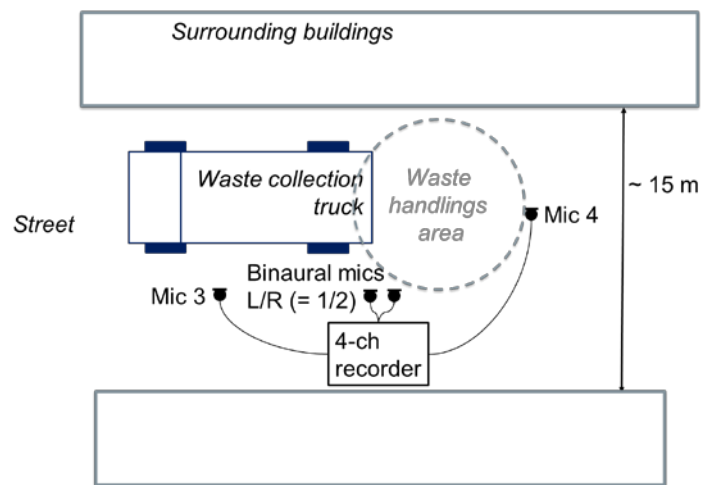 Surrounding buildings
Waste collection
truck
Waste
handlings
area
~ 15 m
Street
Mic 4
Binaural mics
Mic 3
L/R (= 1/2)
4-ch
recorder